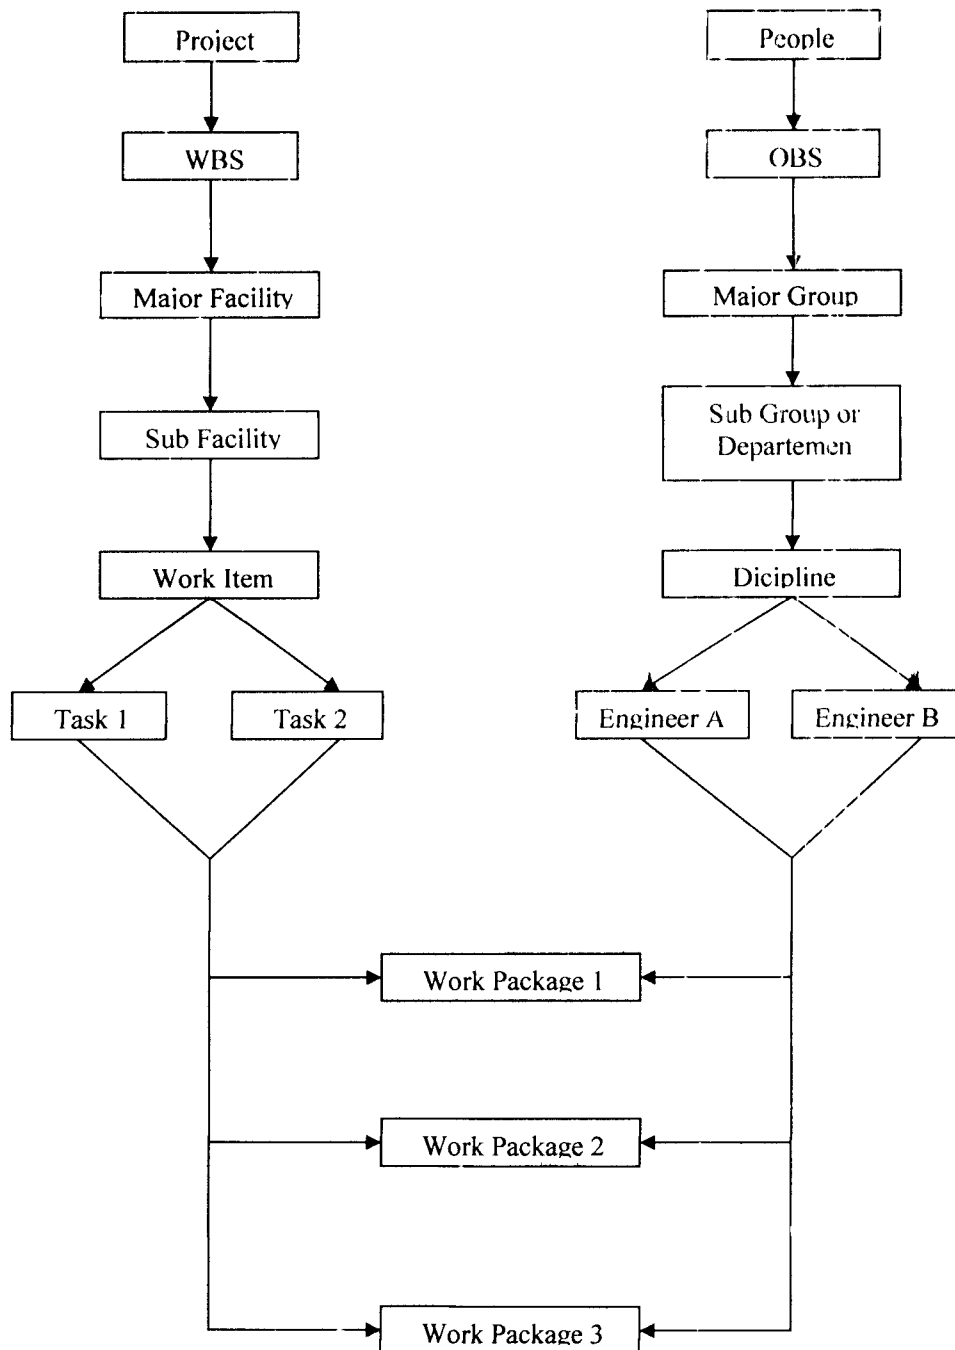 Project
People
WBS
OBS
Major Facility
Major Group
Sub Facility
Sub Group or
Departemen
Work Item
Dicipline
Task 1
Task 2
Engineer A
Engineer B
Work Package 1
Work Package 2
Work Package 3